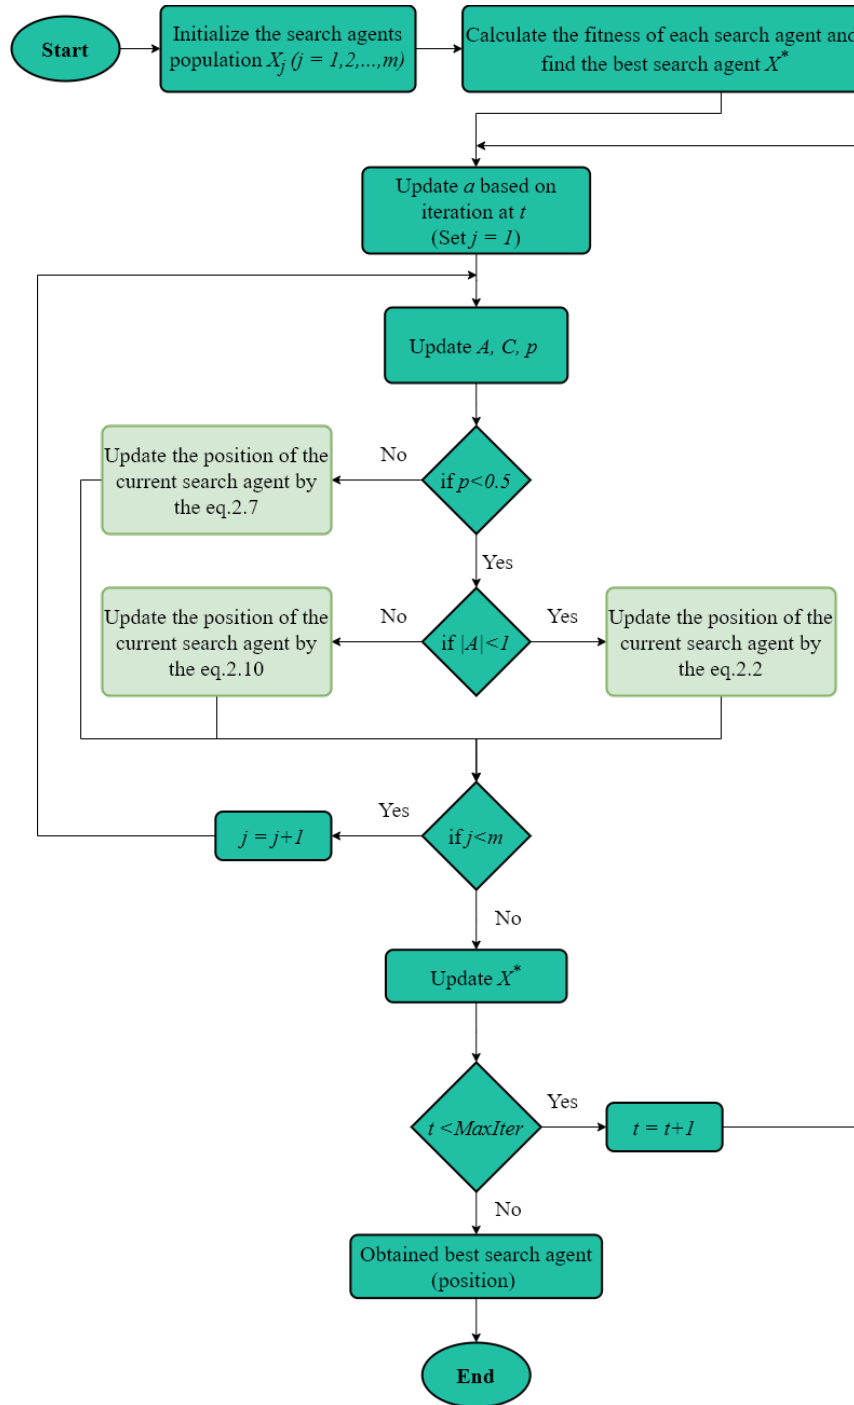 Start
Initialize the search agents
population Xj (j = 1,2,...,m)
Calculate the fitness of each search agent and
find the best search agent X*
Update a based on
iteration at t
(Set j = 1)
Update A, C, p
Update the position of the
current search agent by
the eq.2.7
No
if p<0.5
Yes
Update the position of the
current search agent by
the eq.2.10
No
if |A|<1
Yes
Update the position of the
current search agent by
the eq.2.2
j = j+1
Yes
if j<m
No
Update X*
t <MaxIter
Yes
t = t+1
No
Obtained best search agent
(position)
End